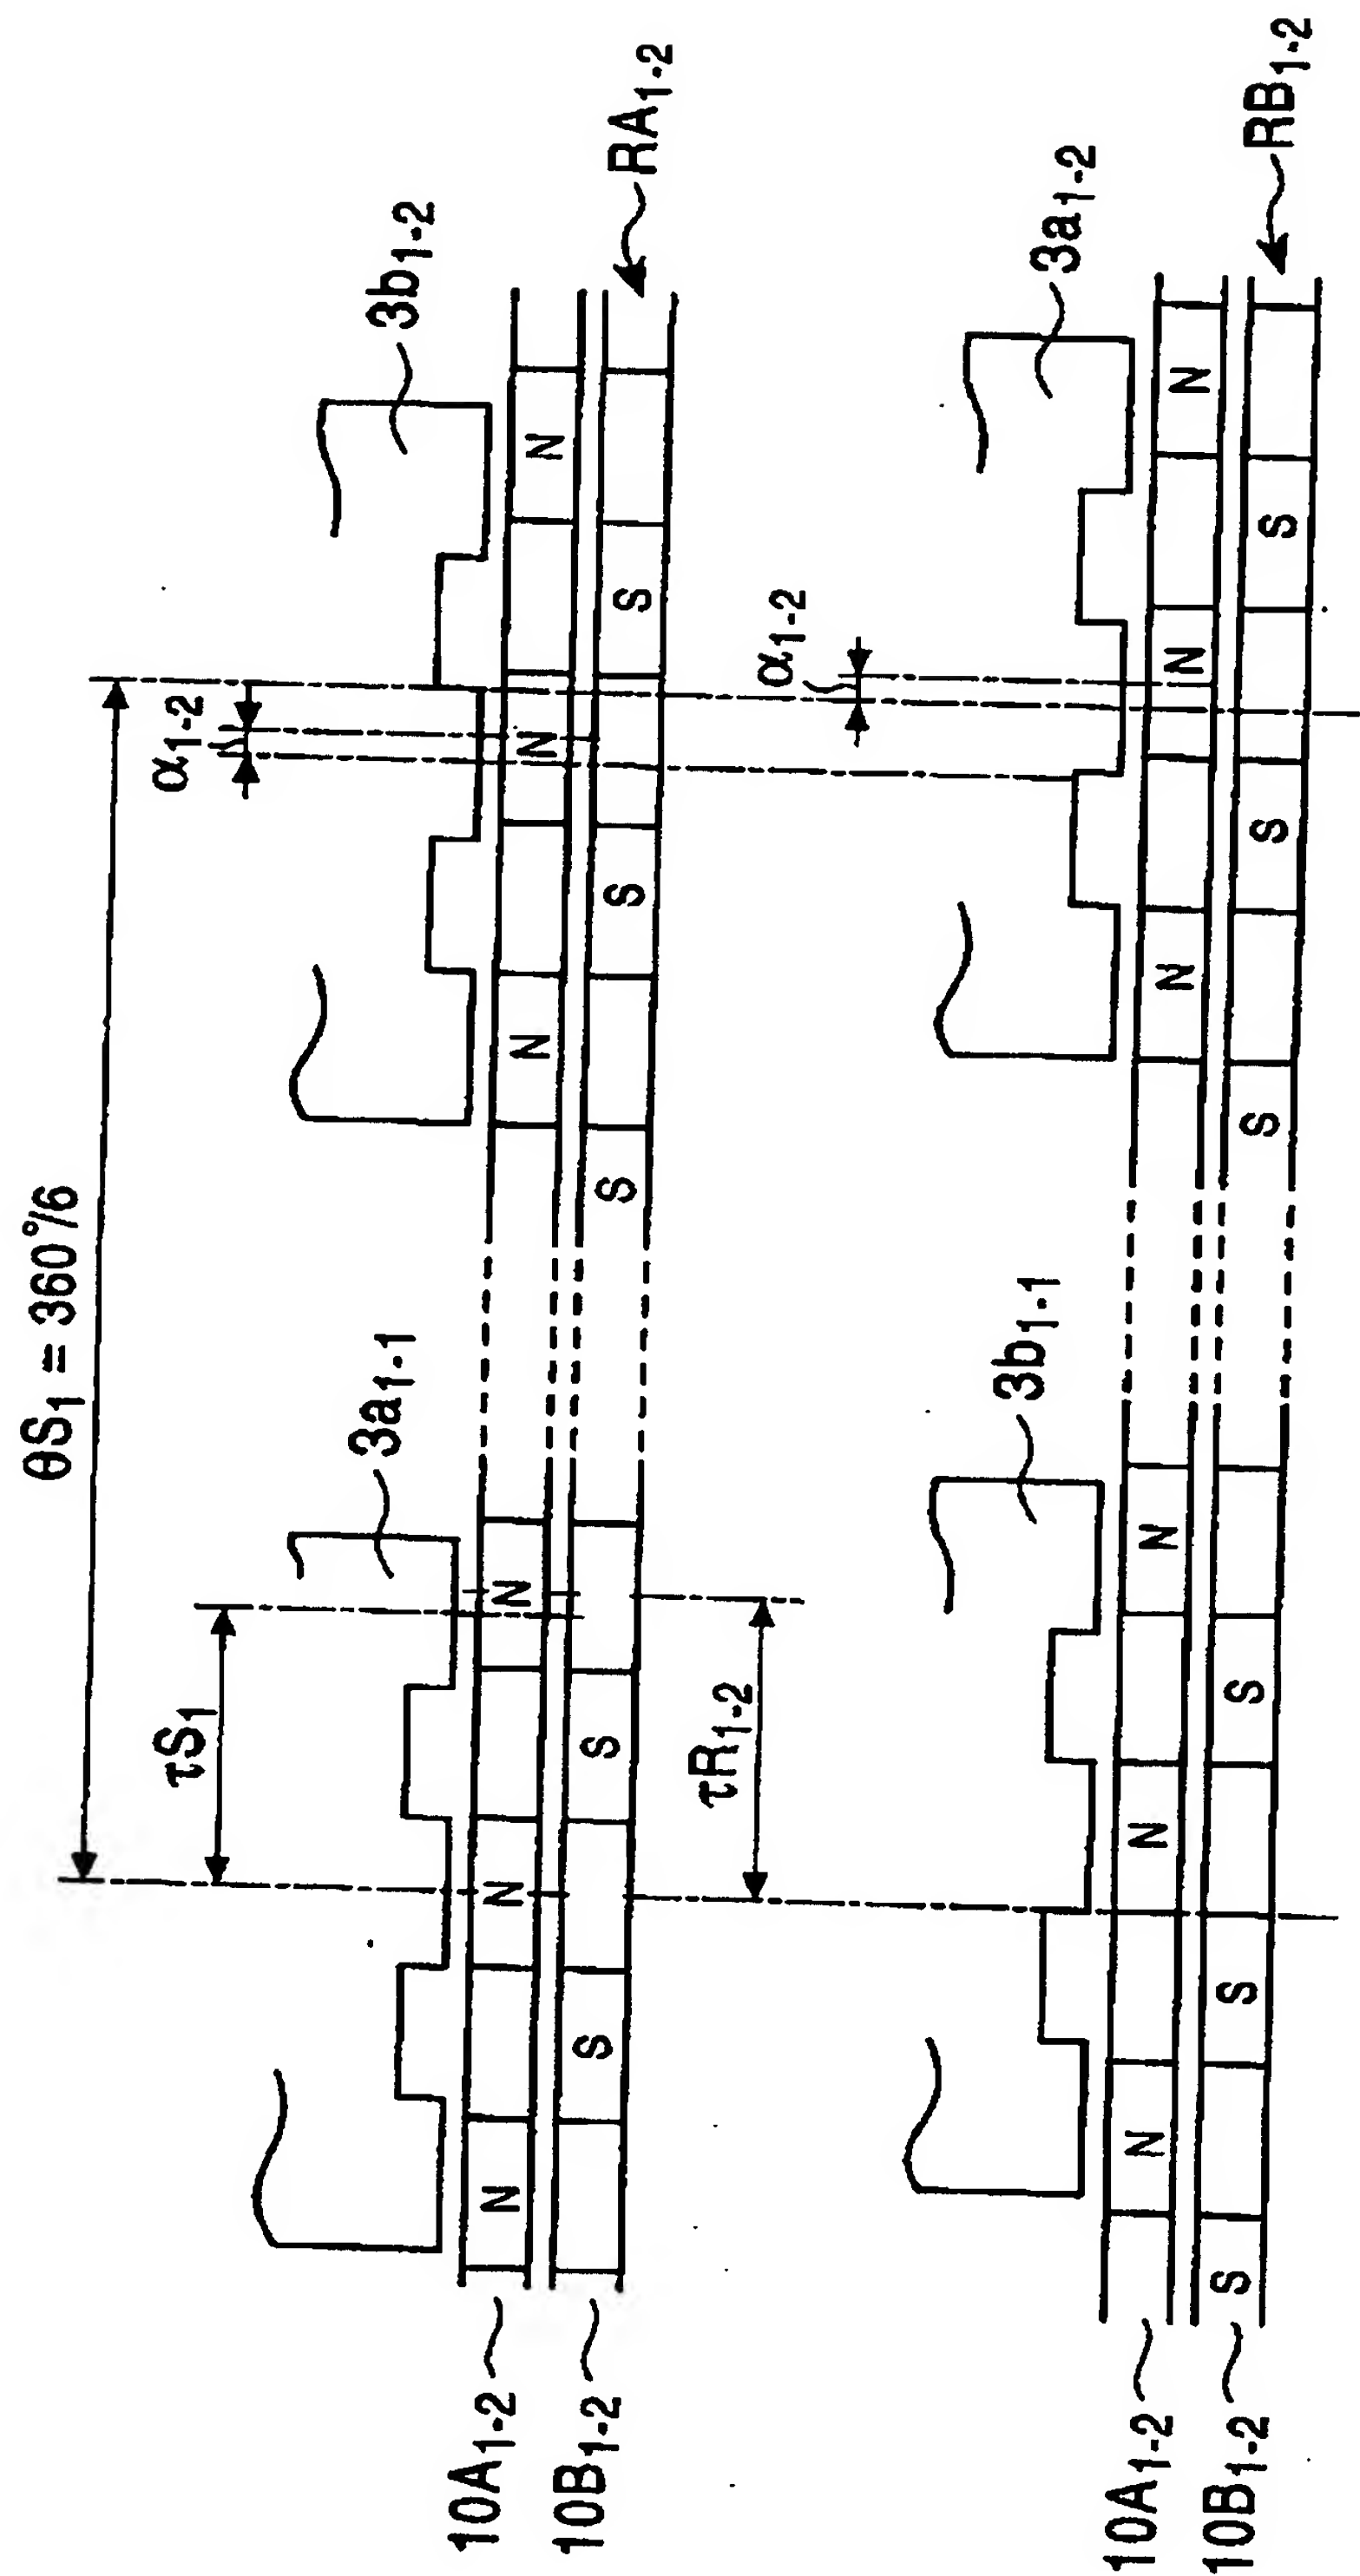 θS1 = 360°/6
τS1
α1-2
3a1-1
3b1-2
RA1-2
10A1-2
N N N N N N
10B1-2
S S S S S
τR1-2
α1-2
3b1-1
3a1-2
RB1-2
10A1-2
N N N N N N
10B1-2
S S S S S S